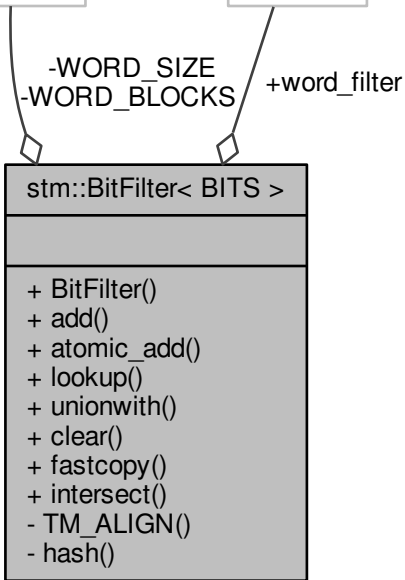 -WORD_SIZE
-WORD_BLOCKS
+word_filter
stm::BitFilter< BITS >
+ BitFilter()
+ add()
+ atomic_add()
+ lookup()
+ unionwith()
+ clear()
+ fastcopy()
+ intersect()
- TM_ALIGN()
- hash()